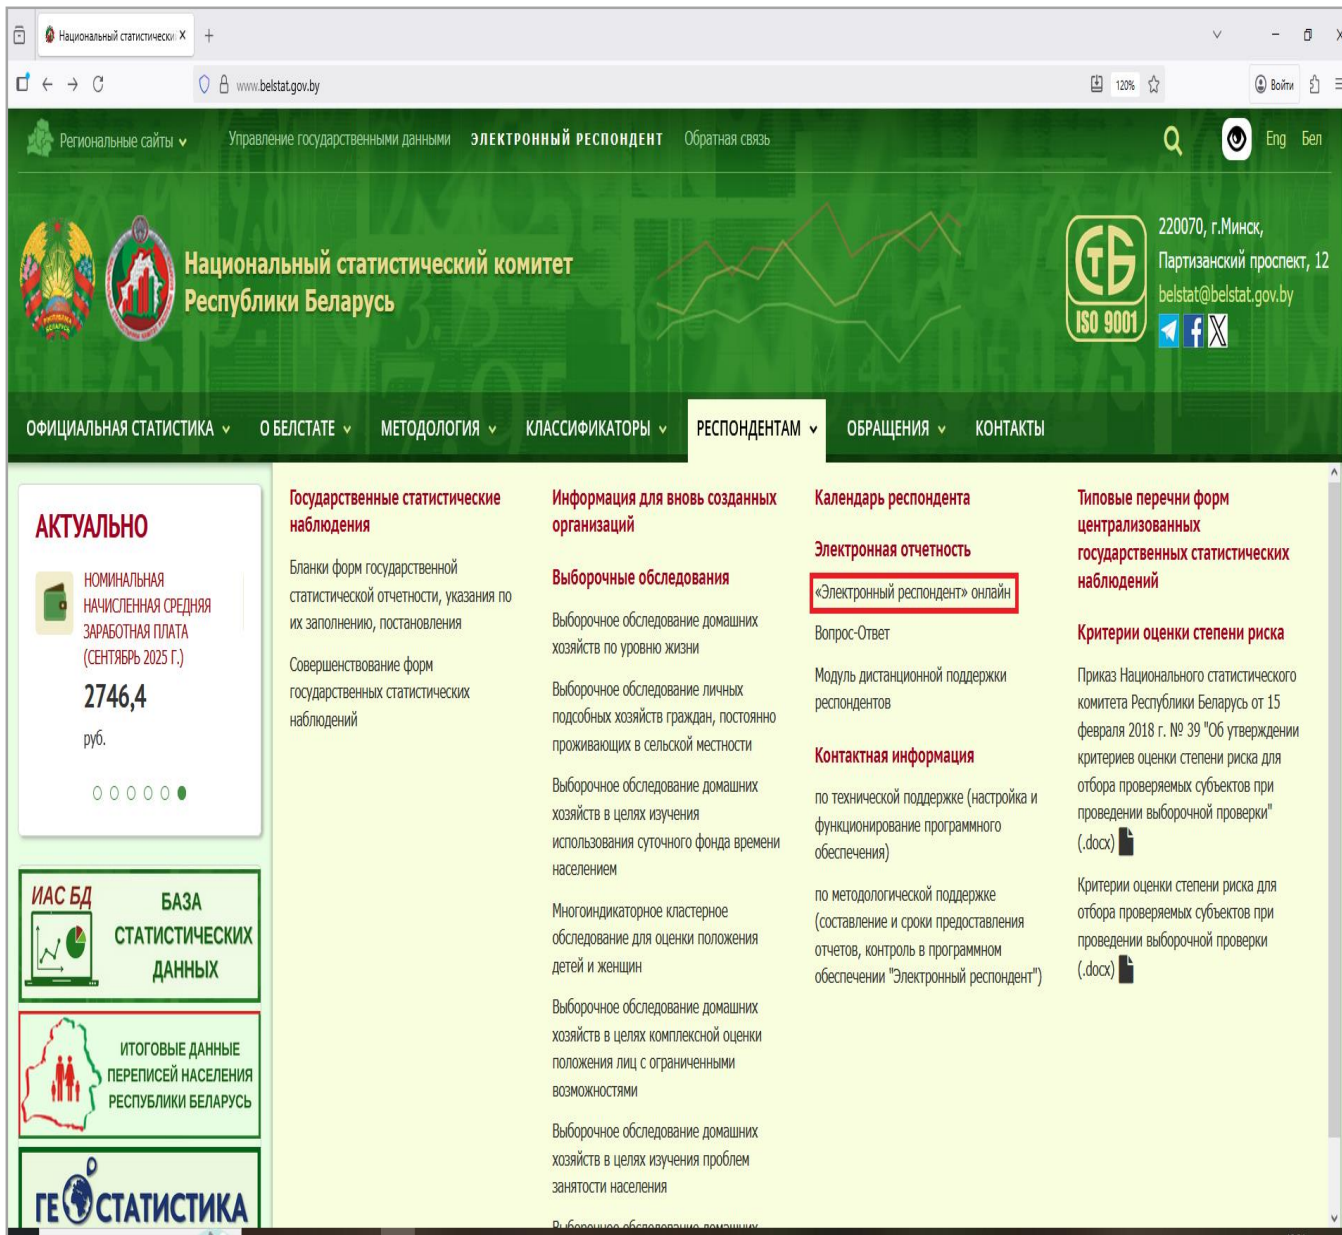 Национальный статистически
www.belstat.gov.by
120%
Войти
Региональные сайты
Управление государственными данными
ЭЛЕКТРОННЫЙ РЕСПОНДЕНТ
Обратная связь
Eng
Бел
Национальный статистический комитет
Республики Беларусь
СТБ
ISO 9001
220070, г.Минск,
Партизанский проспект, 12
belstat@belstat.gov.by
ОФИЦИАЛЬНАЯ СТАТИСТИКА
О БЕЛСТАТЕ
МЕТОДОЛОГИЯ
КЛАССИФИКАТОРЫ
РЕСПОНДЕНТАМ
ОБРАЩЕНИЯ
КОНТАКТЫ
АКТУАЛЬНО
НОМИНАЛЬНАЯ
НАЧИСЛЕННАЯ СРЕДНЯЯ
ЗАРАБОТНАЯ ПЛАТА
(СЕНТЯБРЬ 2025 Г.)
2746,4
руб.
ИАС БД
БАЗА
СТАТИСТИЧЕСКИХ
ДАННЫХ
ИТОГОВЫЕ ДАННЫЕ
ПЕРЕПИСЕЙ НАСЕЛЕНИЯ
РЕСПУБЛИКИ БЕЛАРУСЬ
ГЕОСТАТИСТИКА
Государственные статистические
наблюдения
Бланки форм государственной
статистической отчетности, указания по
их заполнению, постановления
Совершенствование форм
государственных статистических
наблюдений
Информация для вновь созданных
организаций
Выборочные обследования
Выборочное обследование домашних
хозяйств по уровню жизни
Выборочное обследование личных
подсобных хозяйств граждан, постоянно
проживающих в сельской местности
Выборочное обследование домашних
хозяйств в целях изучения
использования суточного фонда времени
населением
Многоиндикаторное кластерное
обследование для оценки положения
детей и женщин
Выборочное обследование домашних
хозяйств в целях комплексной оценки
положения лиц с ограниченными
возможностями
Выборочное обследование домашних
хозяйств в целях изучения проблем
занятости населения
Выборочное обследование домашних
Календарь респондента
Электронная отчетность
«Электронный респондент» онлайн
Вопрос-Ответ
Модуль дистанционной поддержки
респондентов
Контактная информация
по технической поддержке (настройка и
функционирование программного
обеспечения)
по методологической поддержке
(составление и сроки предоставления
отчетов, контроль в программном
обеспечении "Электронный респондент")
Типовые перечни форм
централизованных
государственных статистических
наблюдений
Критерии оценки степени риска
Приказ Национального статистического
комитета Республики Беларусь от 15
февраля 2018 г. № 39 "Об утверждении
критериев оценки степени риска для
отбора проверяемых субъектов при
проведении выборочной проверки"
(.docx)
Критерии оценки степени риска для
отбора проверяемых субъектов при
проведении выборочной проверки
(.docx)